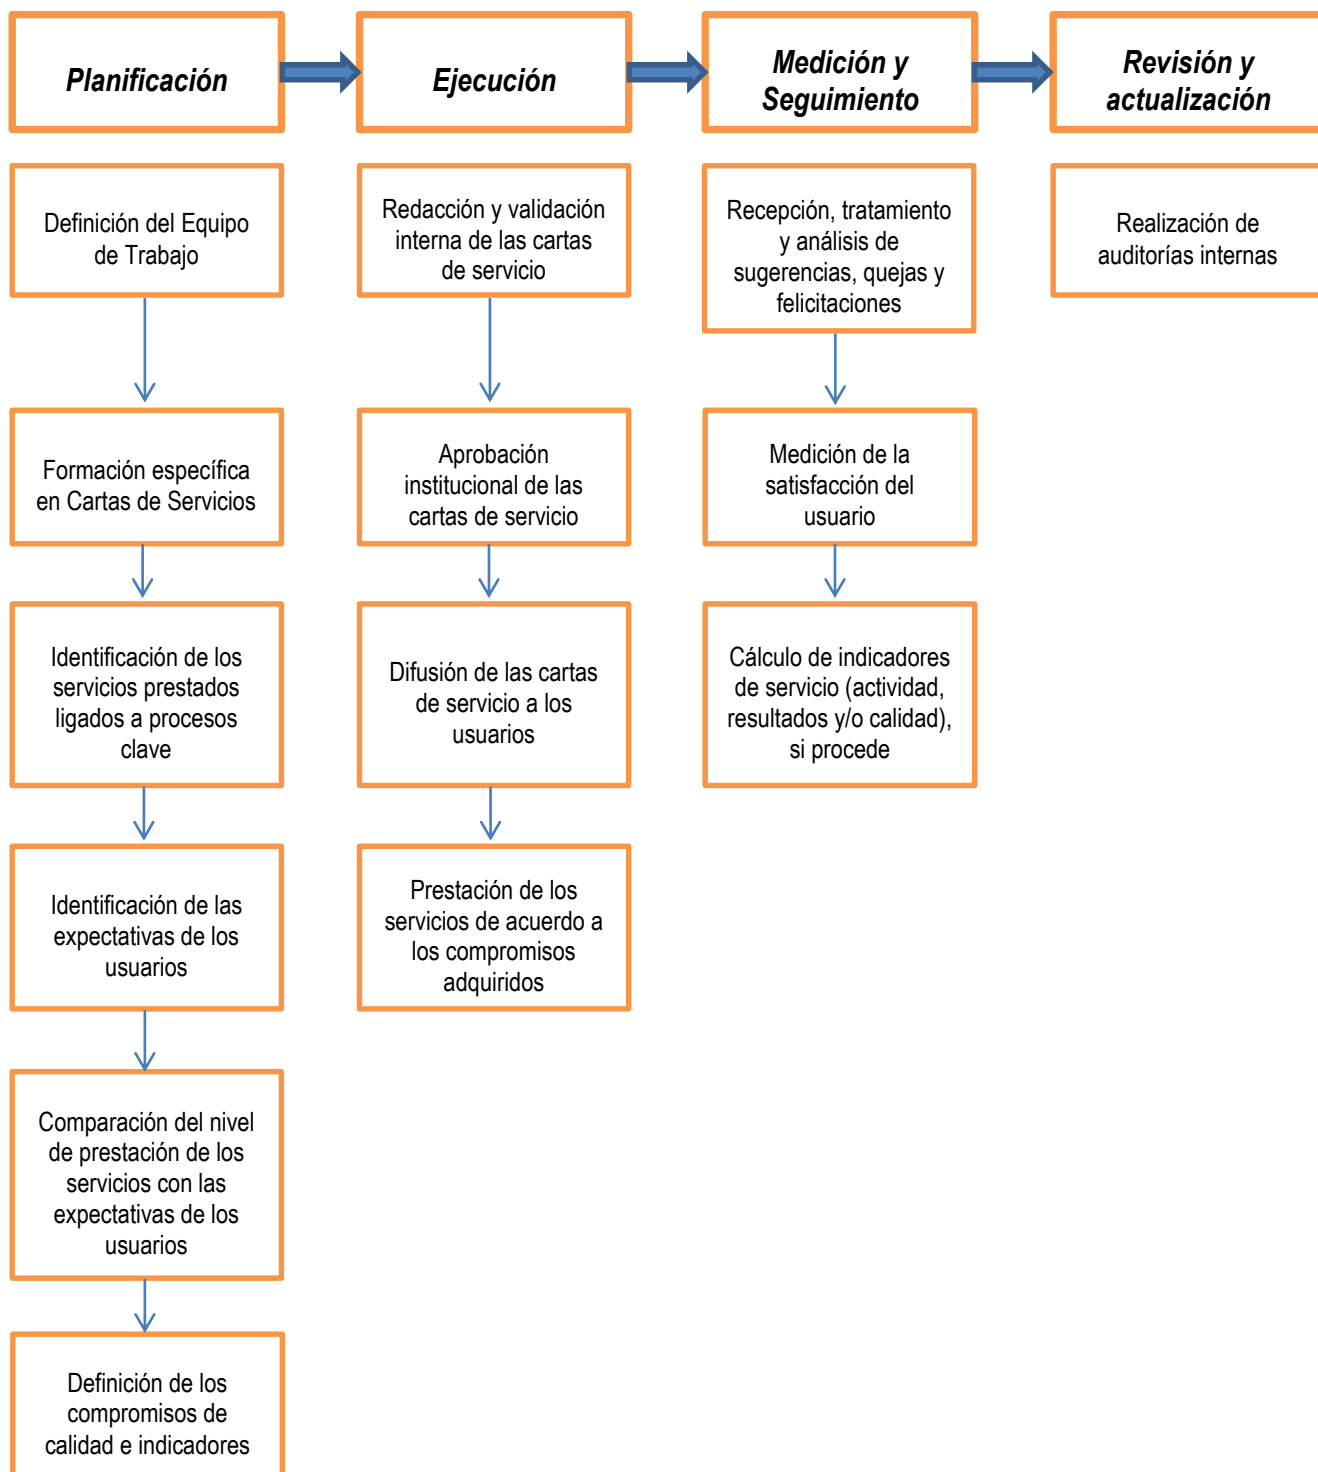 Planificación
Ejecución
Medición y
Seguimiento
Revisión y
actualización
Definición del Equipo
de Trabajo
Formación específica
en Cartas de Servicios
Identificación de los
servicios prestados
ligados a procesos
clave
Identificación de las
expectativas de los
usuarios
Comparación del nivel
de prestación de los
servicios con las
expectativas de los
usuarios
Definición de los
compromisos de
calidad e indicadores
Redacción y validación
interna de las cartas
de servicio
Aprobación
institucional de las
cartas de servicio
Difusión de las cartas
de servicio a los
usuarios
Prestación de los
servicios de acuerdo a
los compromisos
adquiridos
Recepción, tratamiento
y análisis de
sugerencias, quejas y
felicitaciones
Medición de la
satisfacción del
usuario
Cálculo de indicadores
de servicio (actividad,
resultados y/o calidad),
si procede
Realización de
auditorías internas